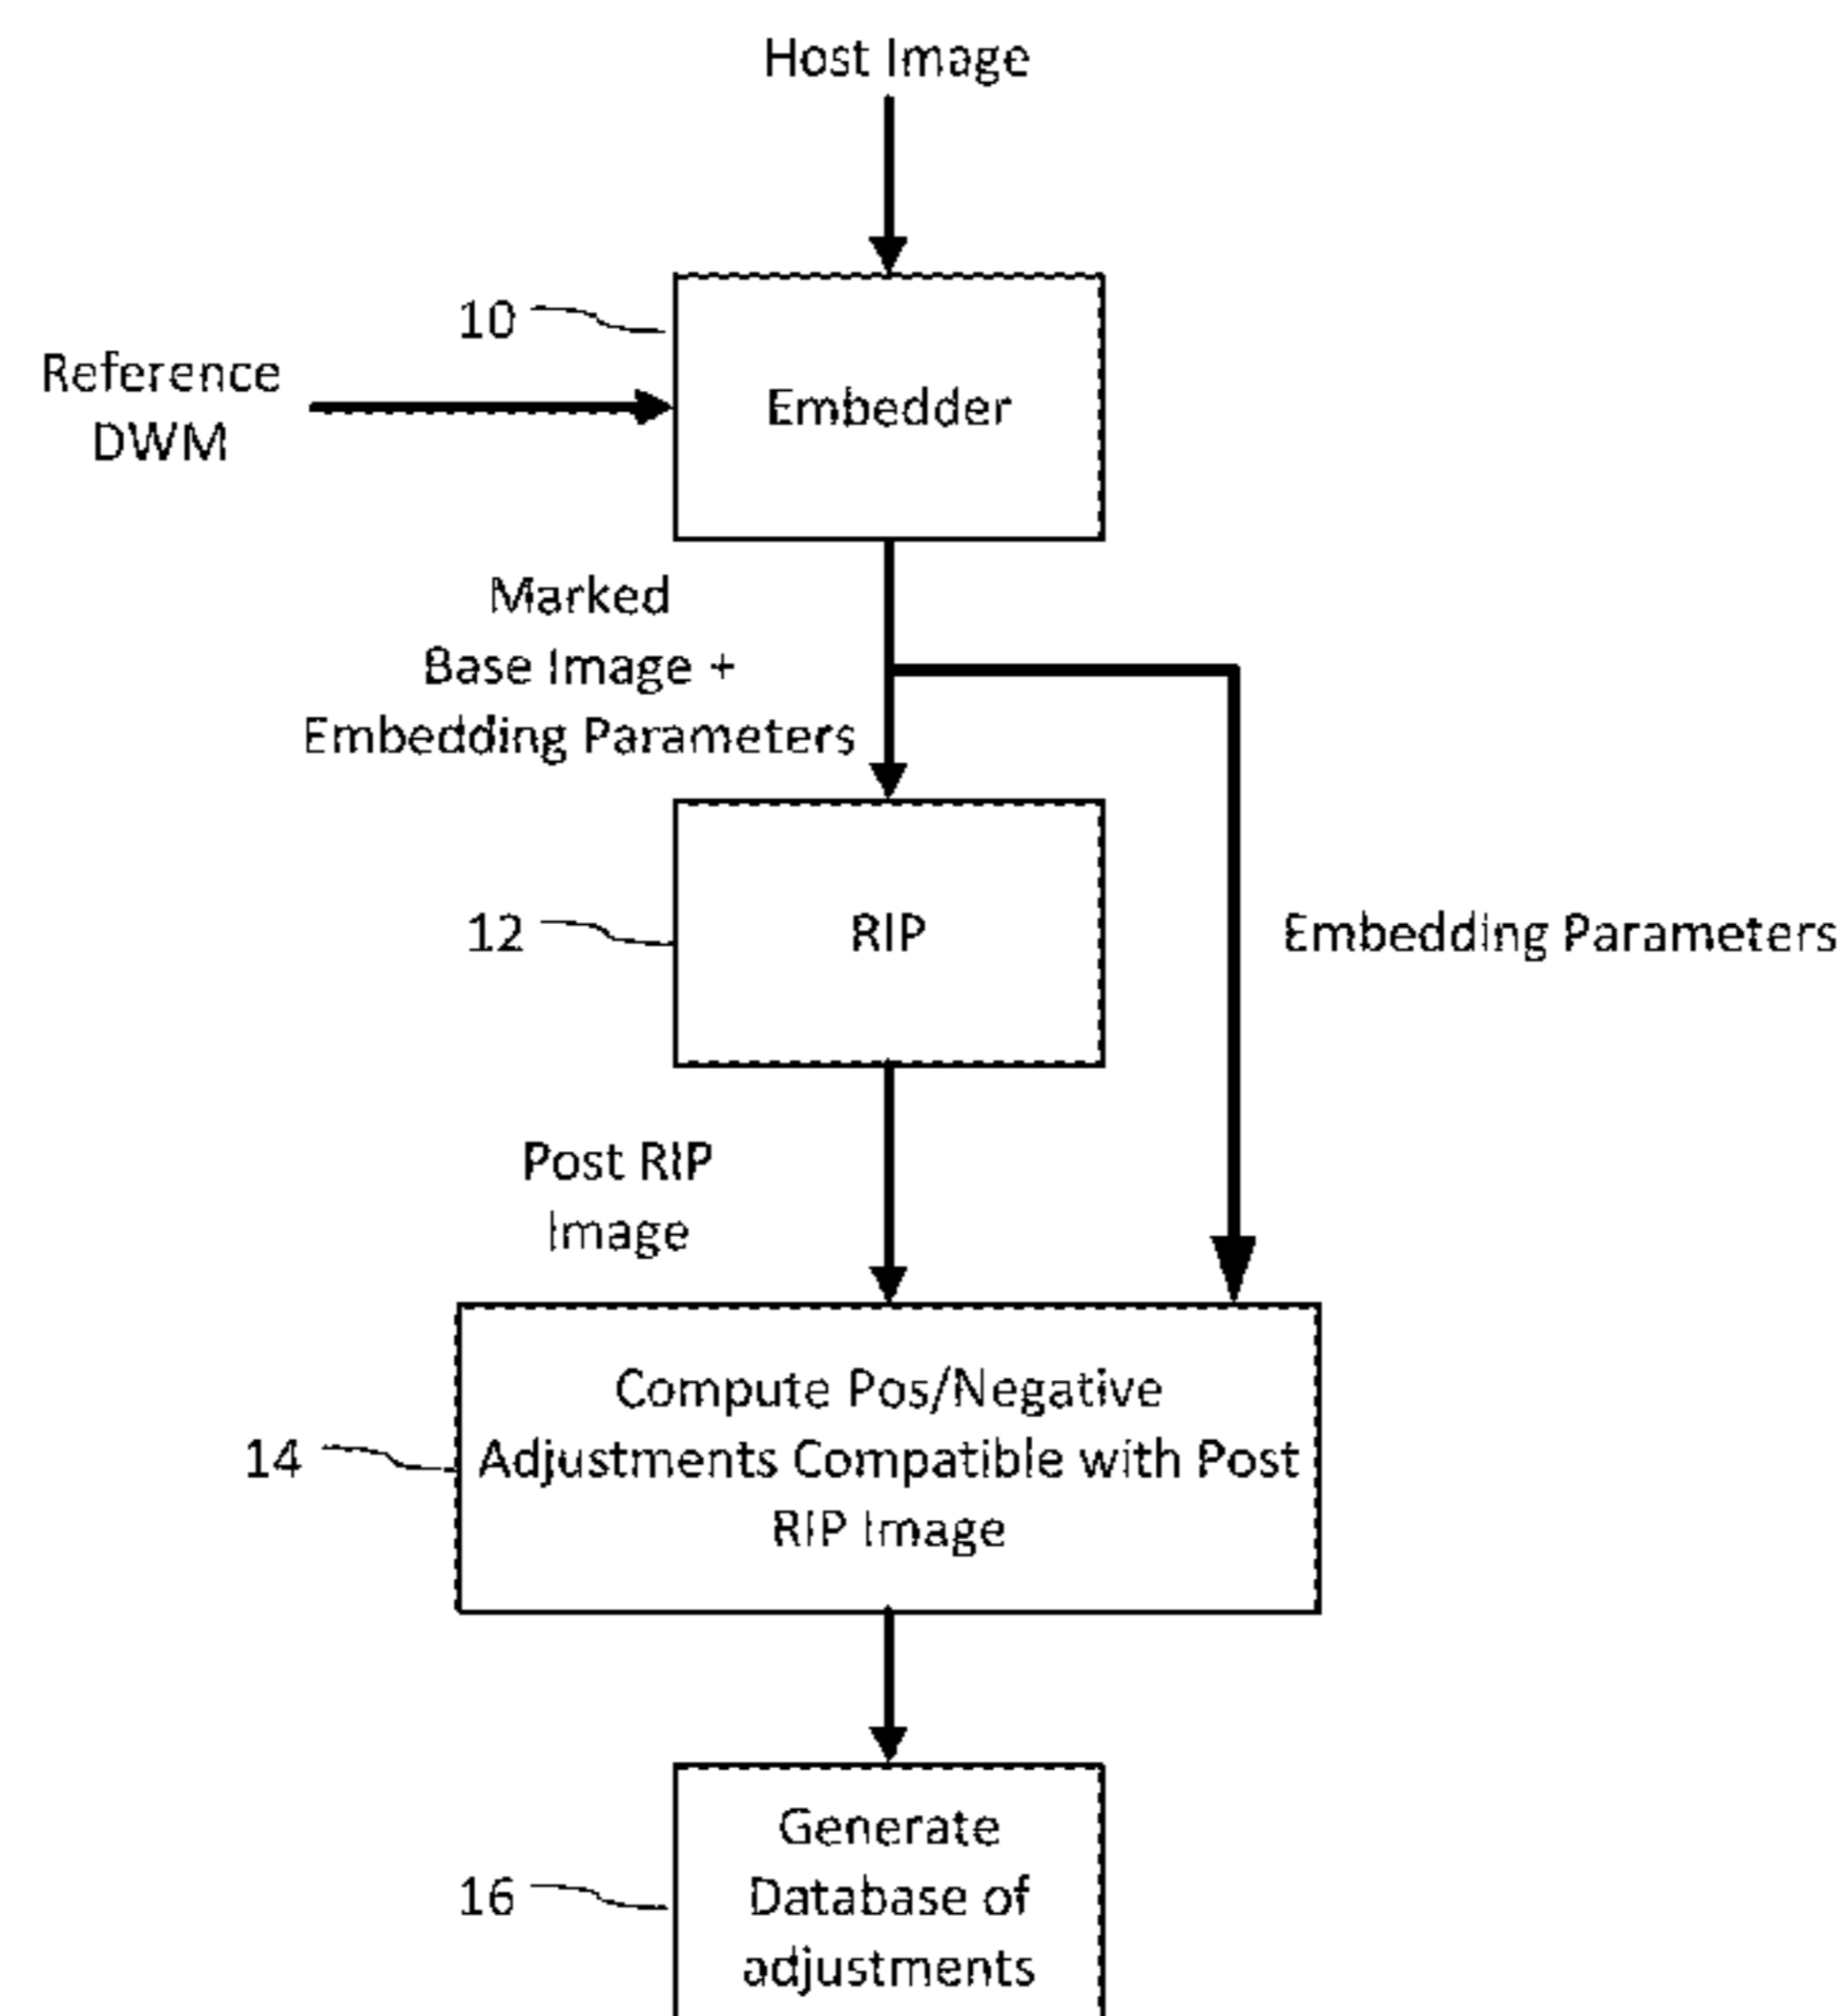 Host Image
10
Reference
DWM
Embedder
Marked
Base Image +
Embedding Parameters
12
RIP
Embedding Parameters
Post RIP
Image
14
Compute Pos/Negative
Adjustments Compatible with Post
RIP Image
16
Generate
Database of
adjustments